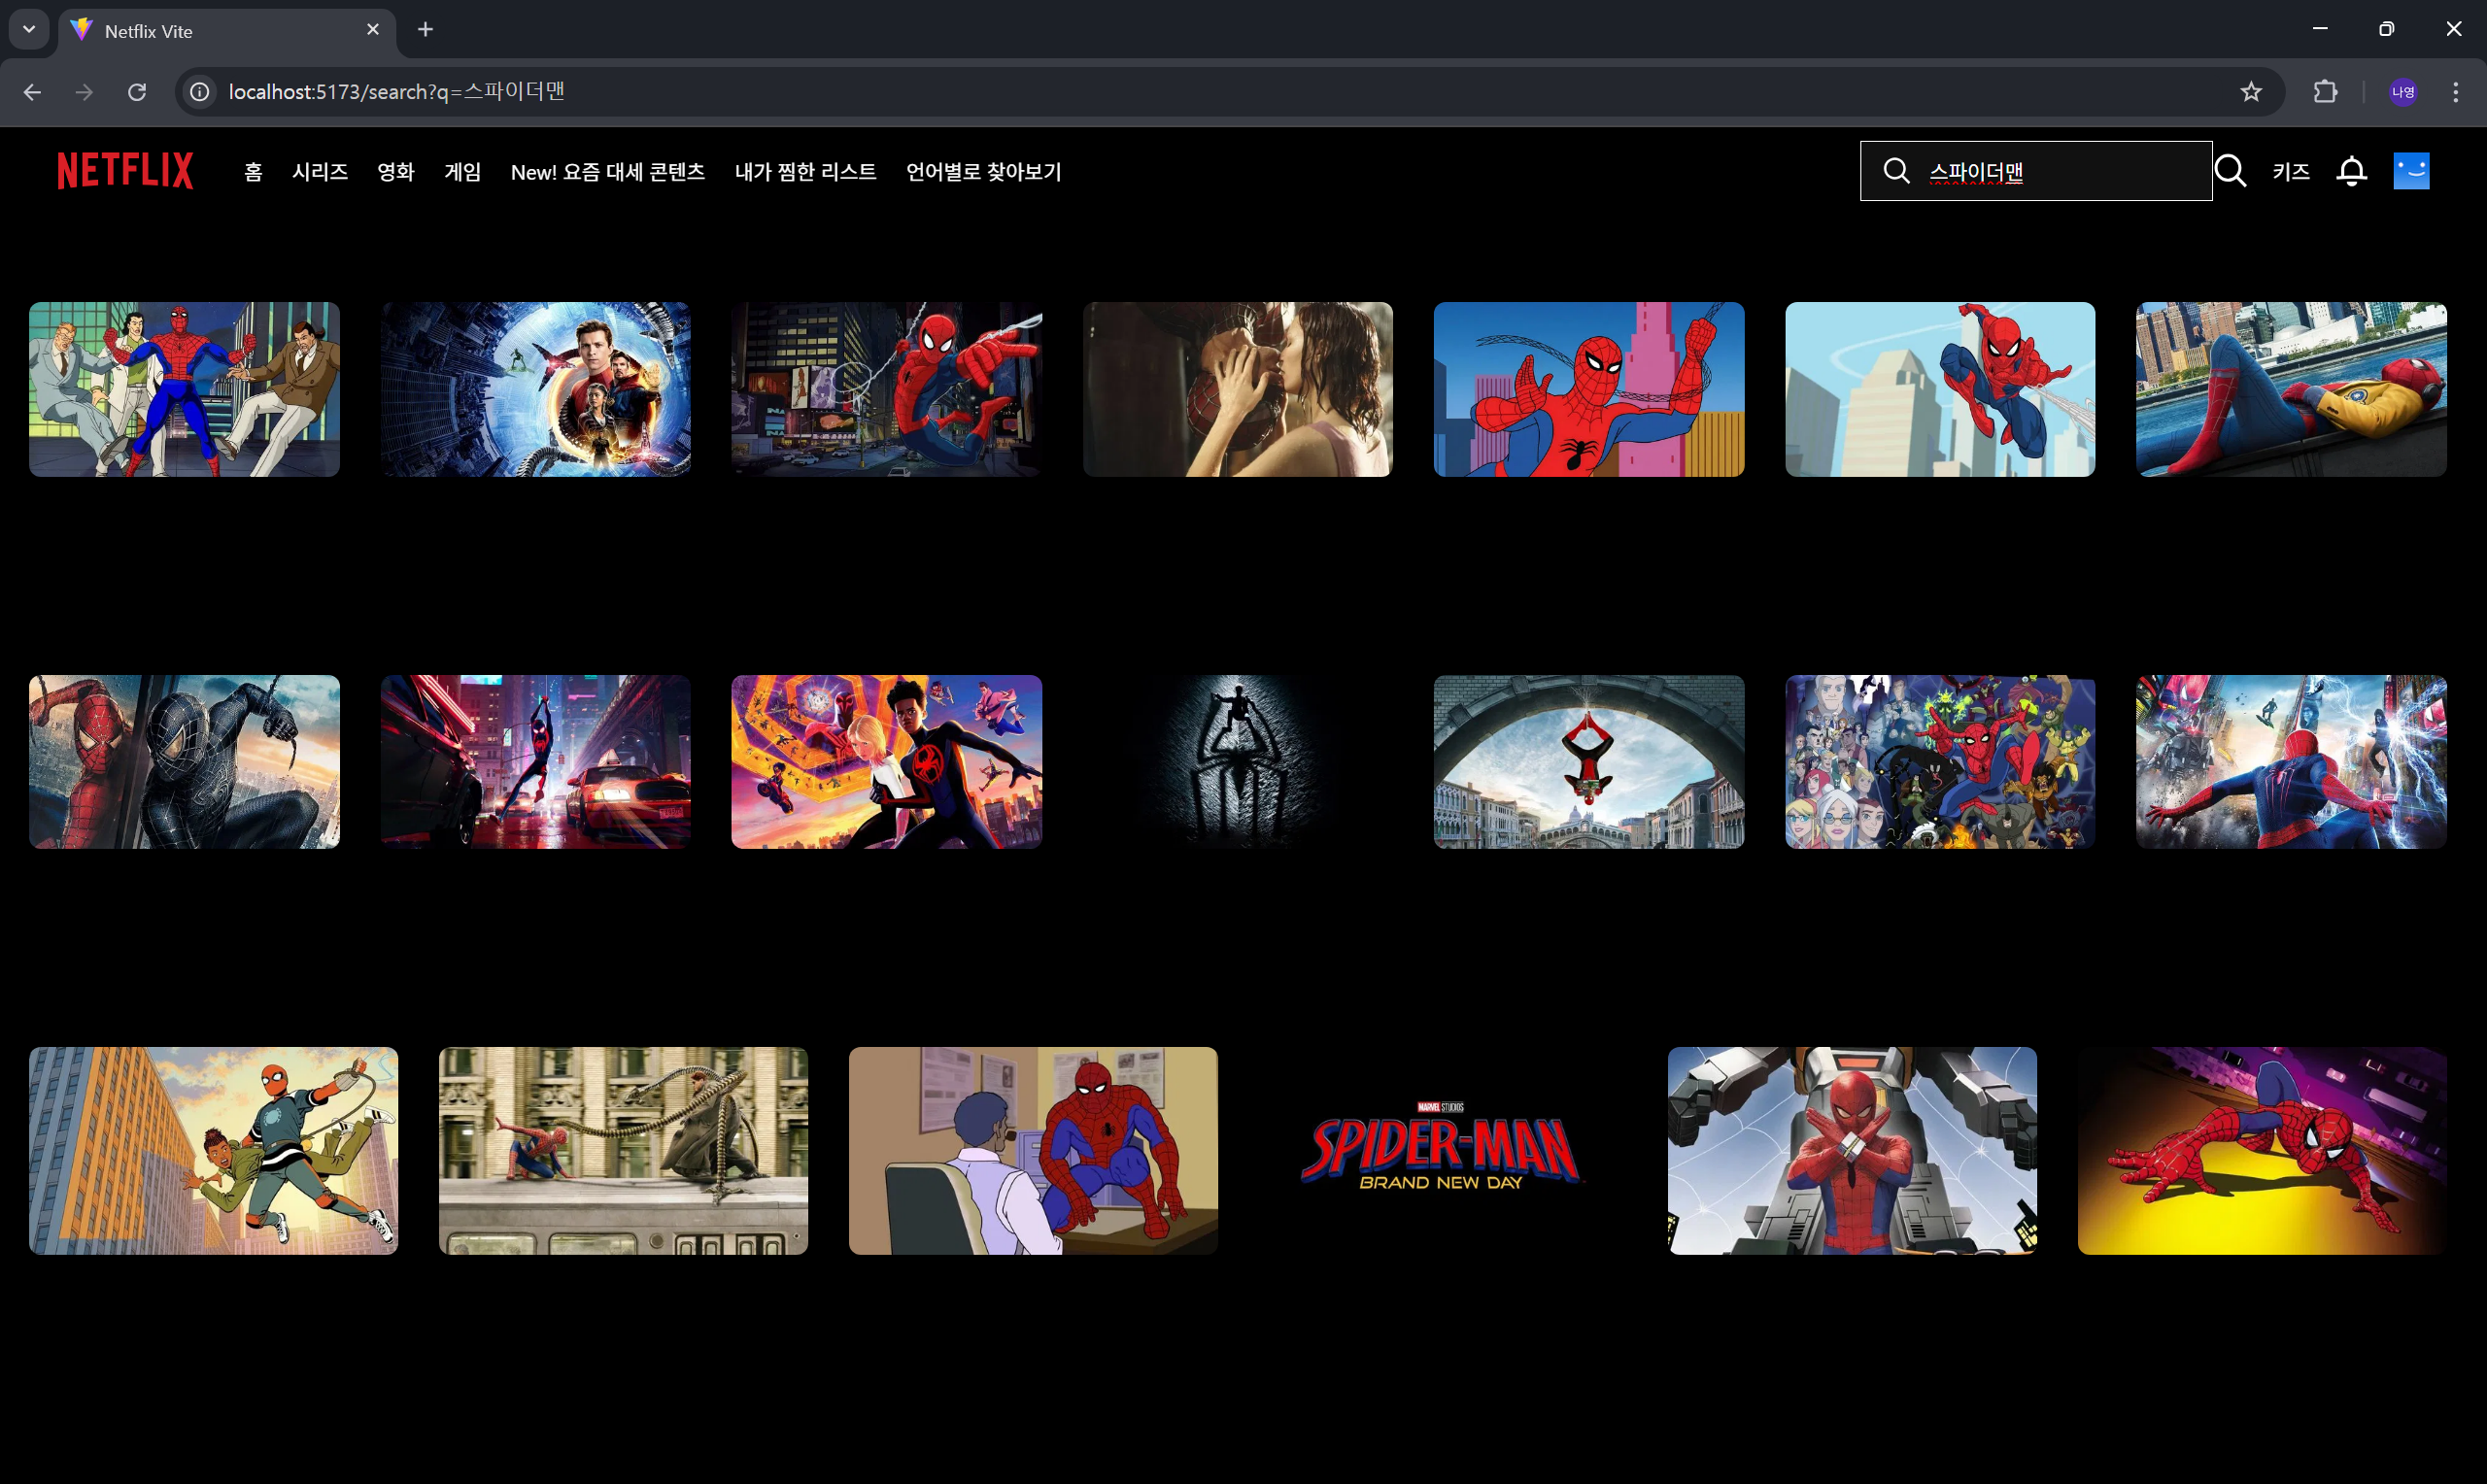 Netflix Vite
localhost:5173/search?q=스파이더맨
나영
NETFLIX 홈 시리즈 영화 게임 New! 요즘 대세 콘텐츠 내가 찜한 리스트 언어별로 찾아보기 스파이더맨 키즈
MARVEL STUDIOS
SPIDER-MAN
BRAND NEW DAY